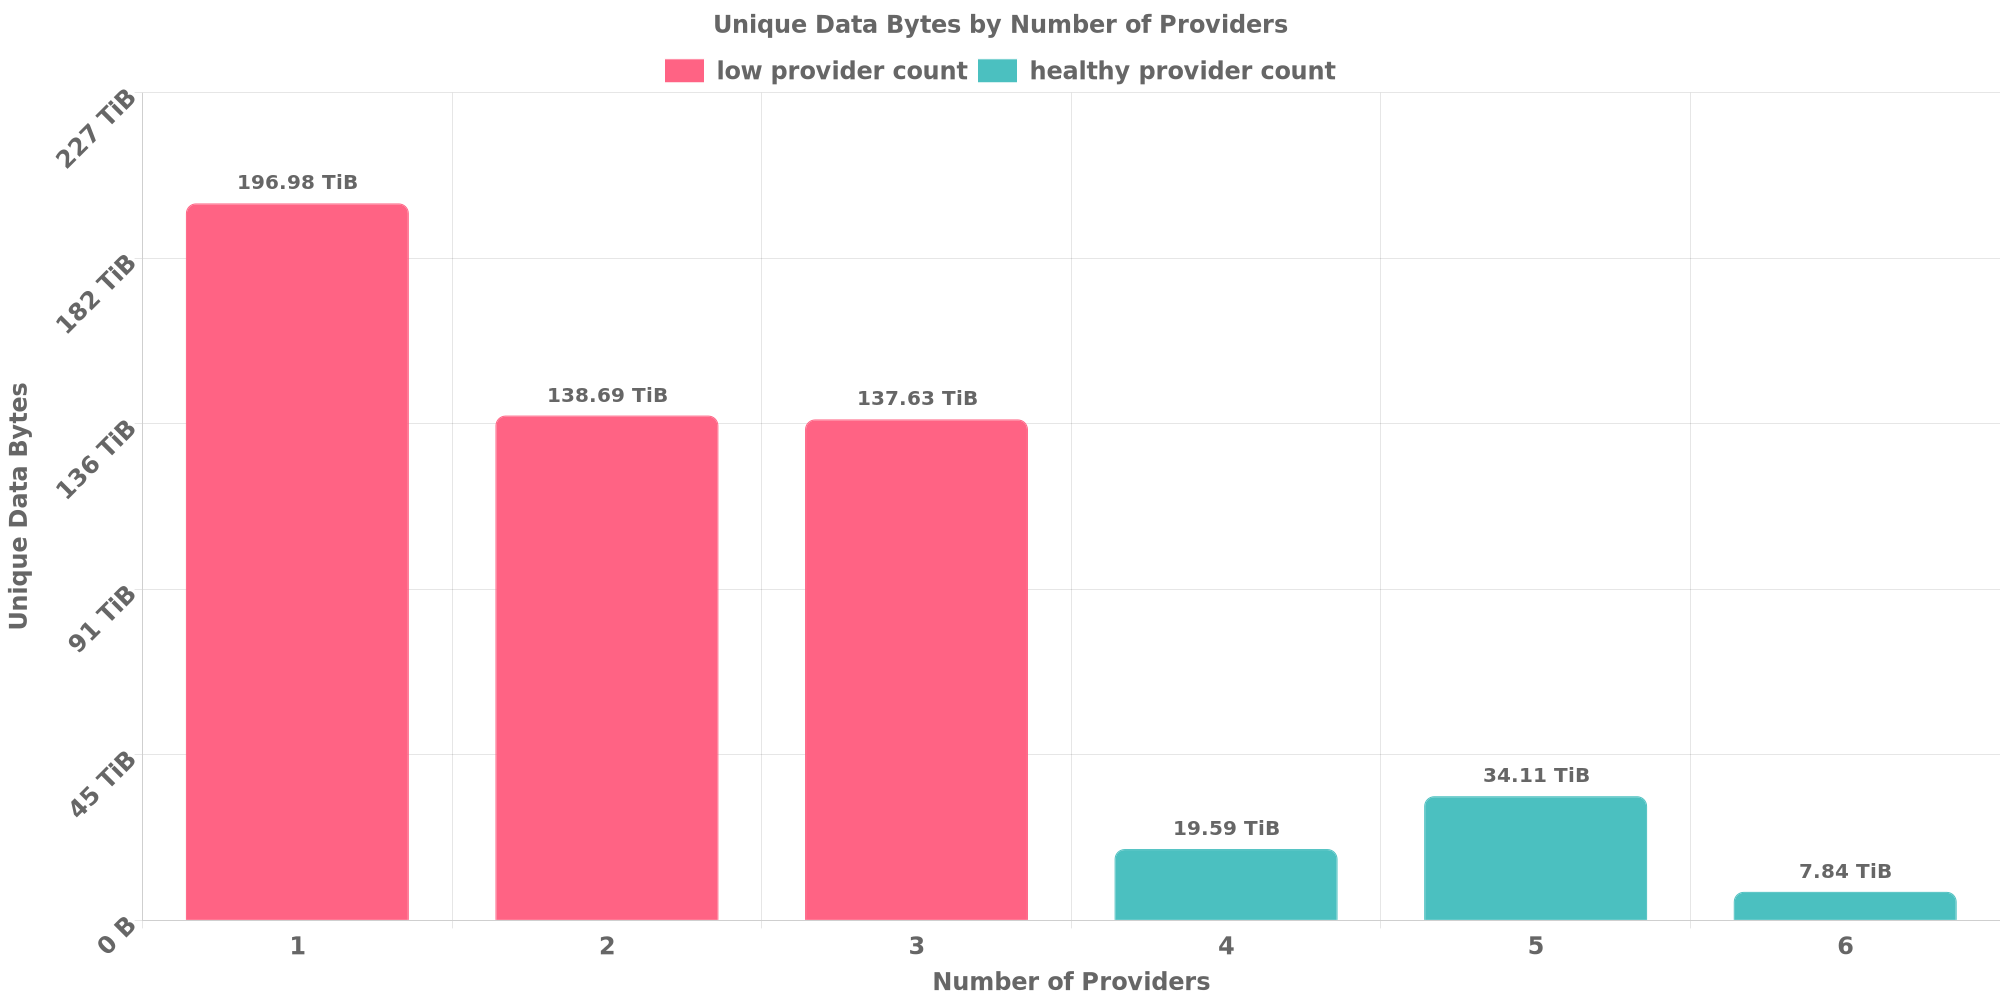 Unique Data Bytes by Number of Providers
low provider count
healthy provider count
227 TiB
182 TiB
136 TiB
91 TiB
45 TiB
0 B
Unique Data Bytes
196.98 TiB
138.69 TiB
137.63 TiB
19.59 TiB
34.11 TiB
7.84 TiB
1
2
3
4
5
6
Number of Providers